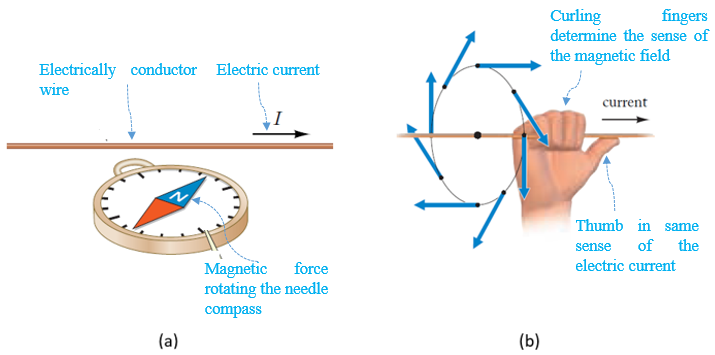 Electrically conductor
wire
Electric current
I
N
Magnetic force
rotating the needle
compass
(a)
Curling fingers
determine the sense of
the magnetic field
current
Thumb in same
sense of the
electric current
(b)